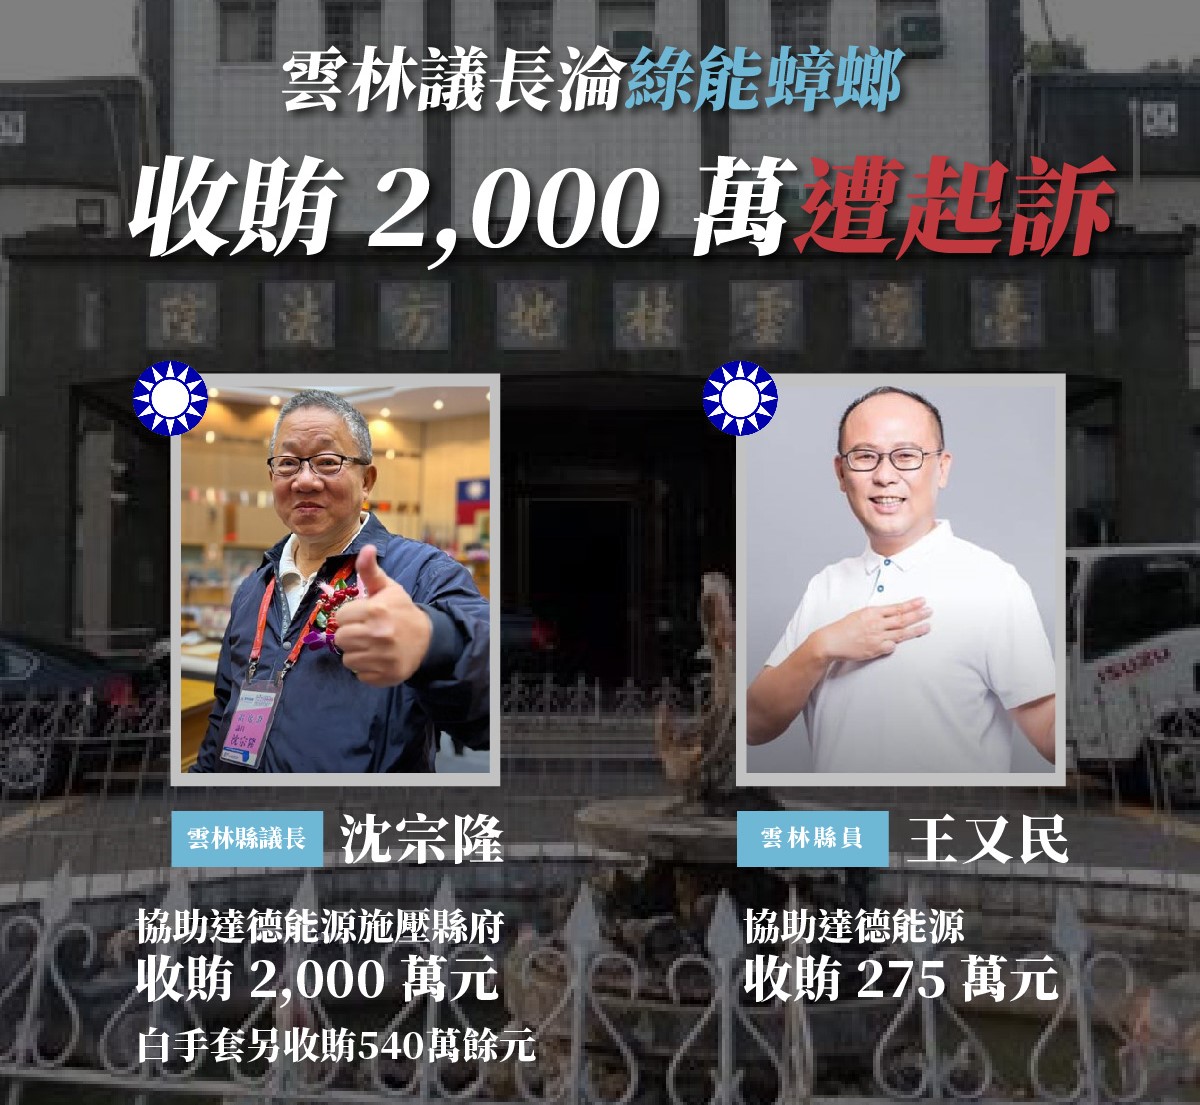 雲林議長淪綠能蟑螂
收賄 2,000 萬遭起訴
院法方地林雲灣臺
沈宗隆
ISUZU
雲林縣議長 沈宗隆
雲林縣員 王又民
協助達德能源施壓縣府
收賄 2,000 萬元
白手套另收賄540萬餘元
協助達德能源
收賄 275 萬元